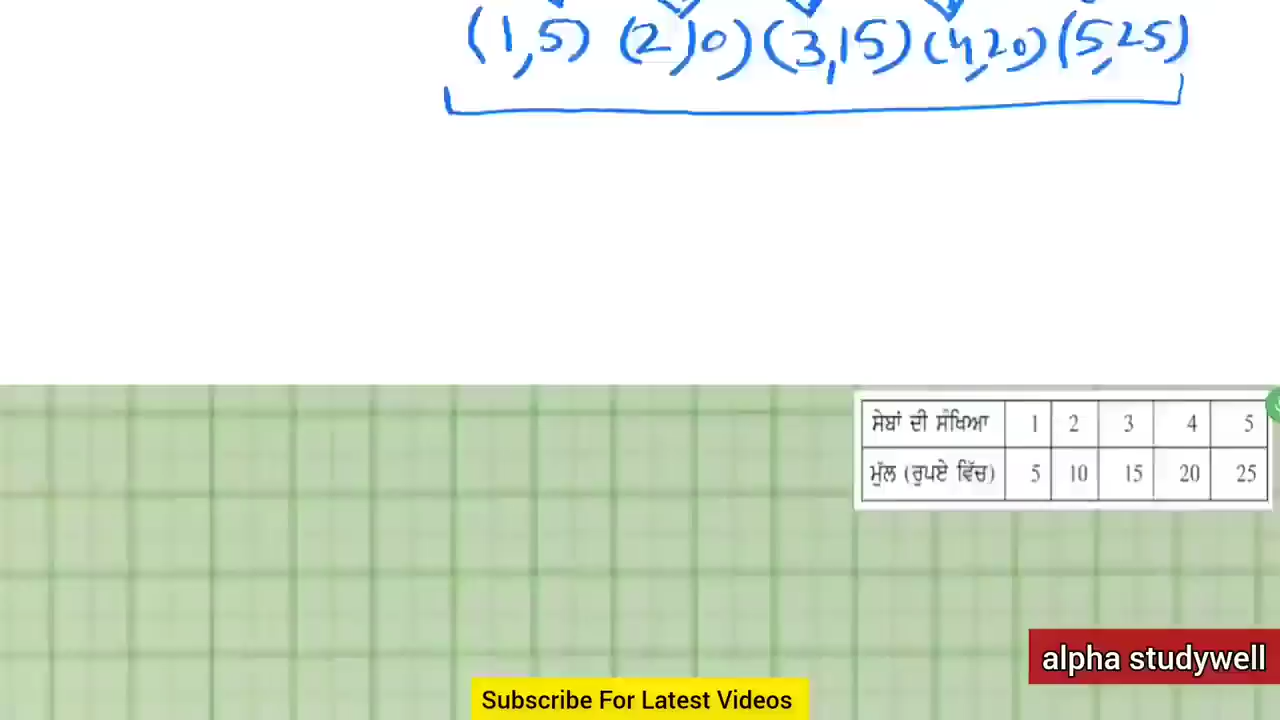 (1,5) (2,10) (3,15) (4,20) (5,25)
ਸੇਬਾਂ ਦੀ ਸੰਖਿਆ 1 2 3 4 5
ਮੁੱਲ (ਰੁਪਏ ਵਿੱਚ) 5 10 15 20 25
alpha studywell
Subscribe For Latest Videos